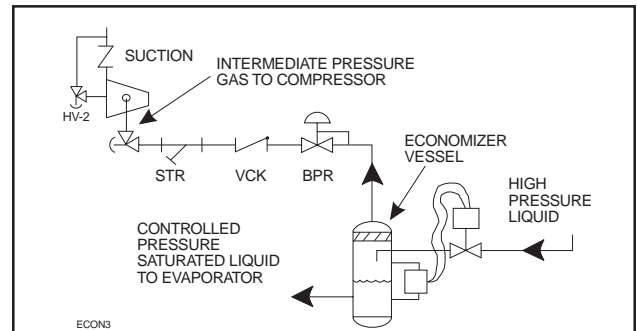 SUCTION
INTERMEDIATE PRESSURE
GAS TO COMPRESSOR
HV-2
STR
VCK
BPR
ECONOMIZER
VESSEL
HIGH
PRESSURE
LIQUID
CONTROLLED
PRESSURE
SATURATED LIQUID
TO EVAPORATOR
ECON3